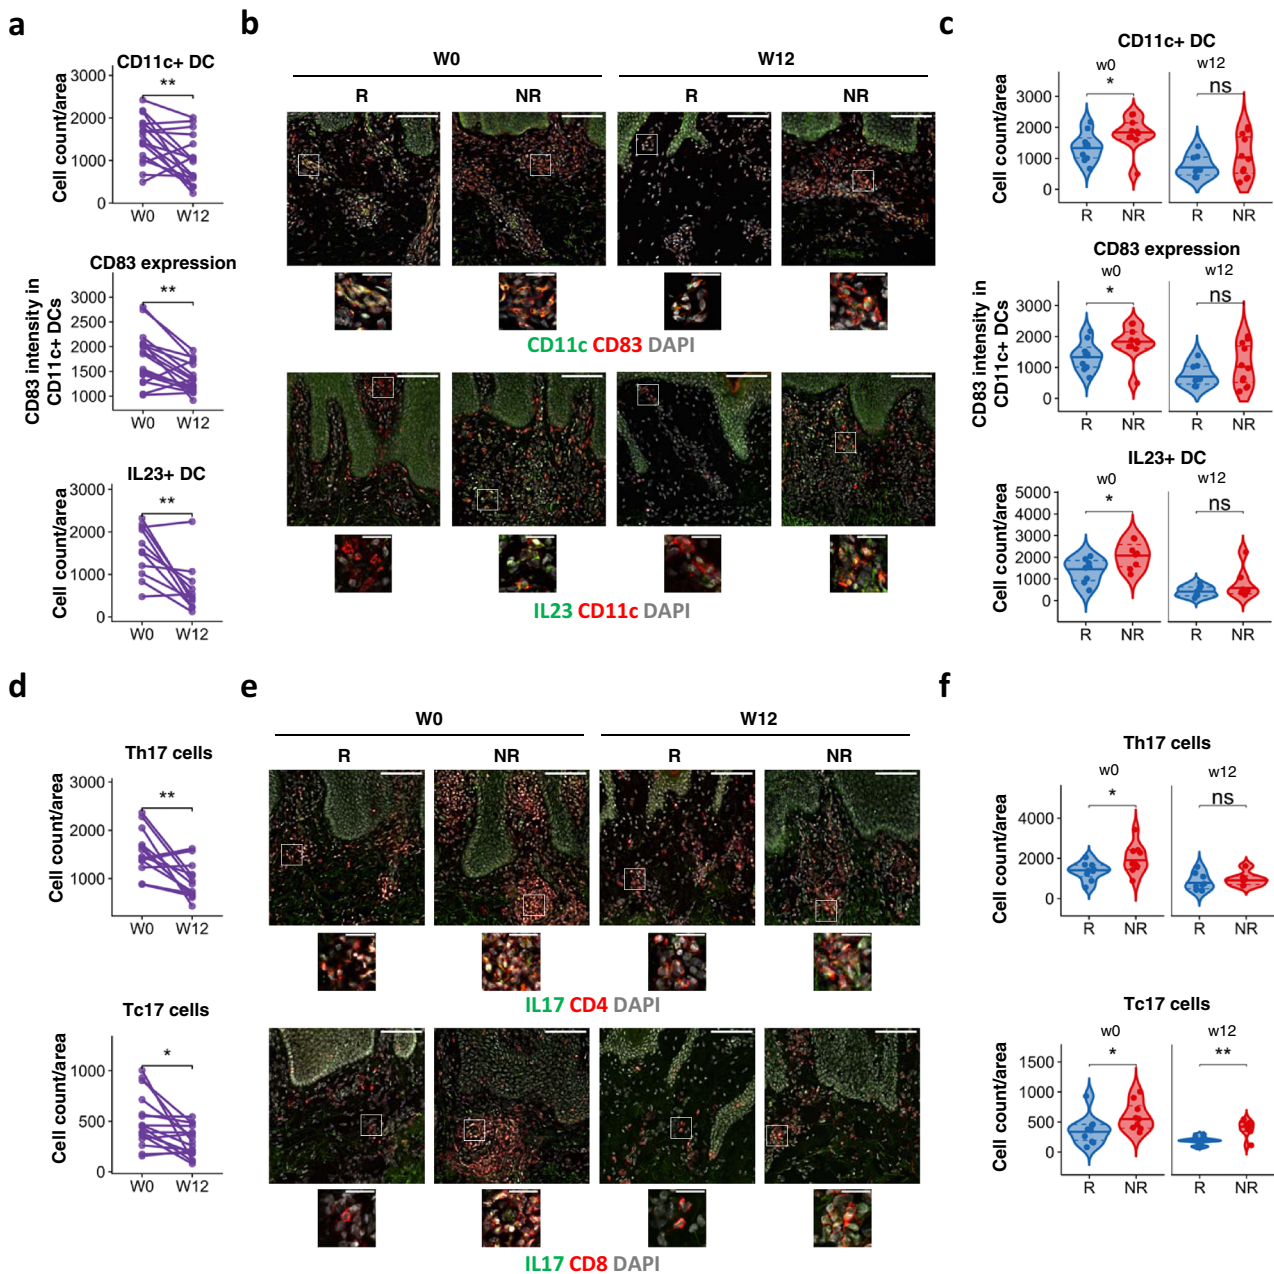 a
CD11c+ DC
Cell count/area
3000
2000
1000
0
**
W0 W12
CD83 expression
CD83 intensity in
CD11c+ DCs
3000
2500
2000
1500
1000
**
W0 W12
IL23+ DC
Cell count/area
3000
2000
1000
0
**
W0 W12
b
W0 W12
R NR R NR
CD11c CD83 DAPI
IL23 CD11c DAPI
c
CD11c+ DC
w0 w12
Cell count/area
3000
2000
1000
0
* ns
R NR R NR
CD83 expression
w0 w12
CD83 intensity in
CD11c+ DCs
3000
2000
1000
0
* ns
R NR R NR
IL23+ DC
w0 w12
Cell count/area
5000
4000
3000
2000
1000
0
* ns
R NR R NR
d
Th17 cells
Cell count/area
3000
2000
1000
**
W0 W12
Tc17 cells
Cell count/area
1000
500
0
*
W0 W12
e
W0 W12
R NR R NR
IL17 CD4 DAPI
IL17 CD8 DAPI
f
Th17 cells
w0 w12
Cell count/area
4000
2000
0
* ns
R NR R NR
Tc17 cells
w0 w12
Cell count/area
1500
1000
500
0
* **
R NR R NR